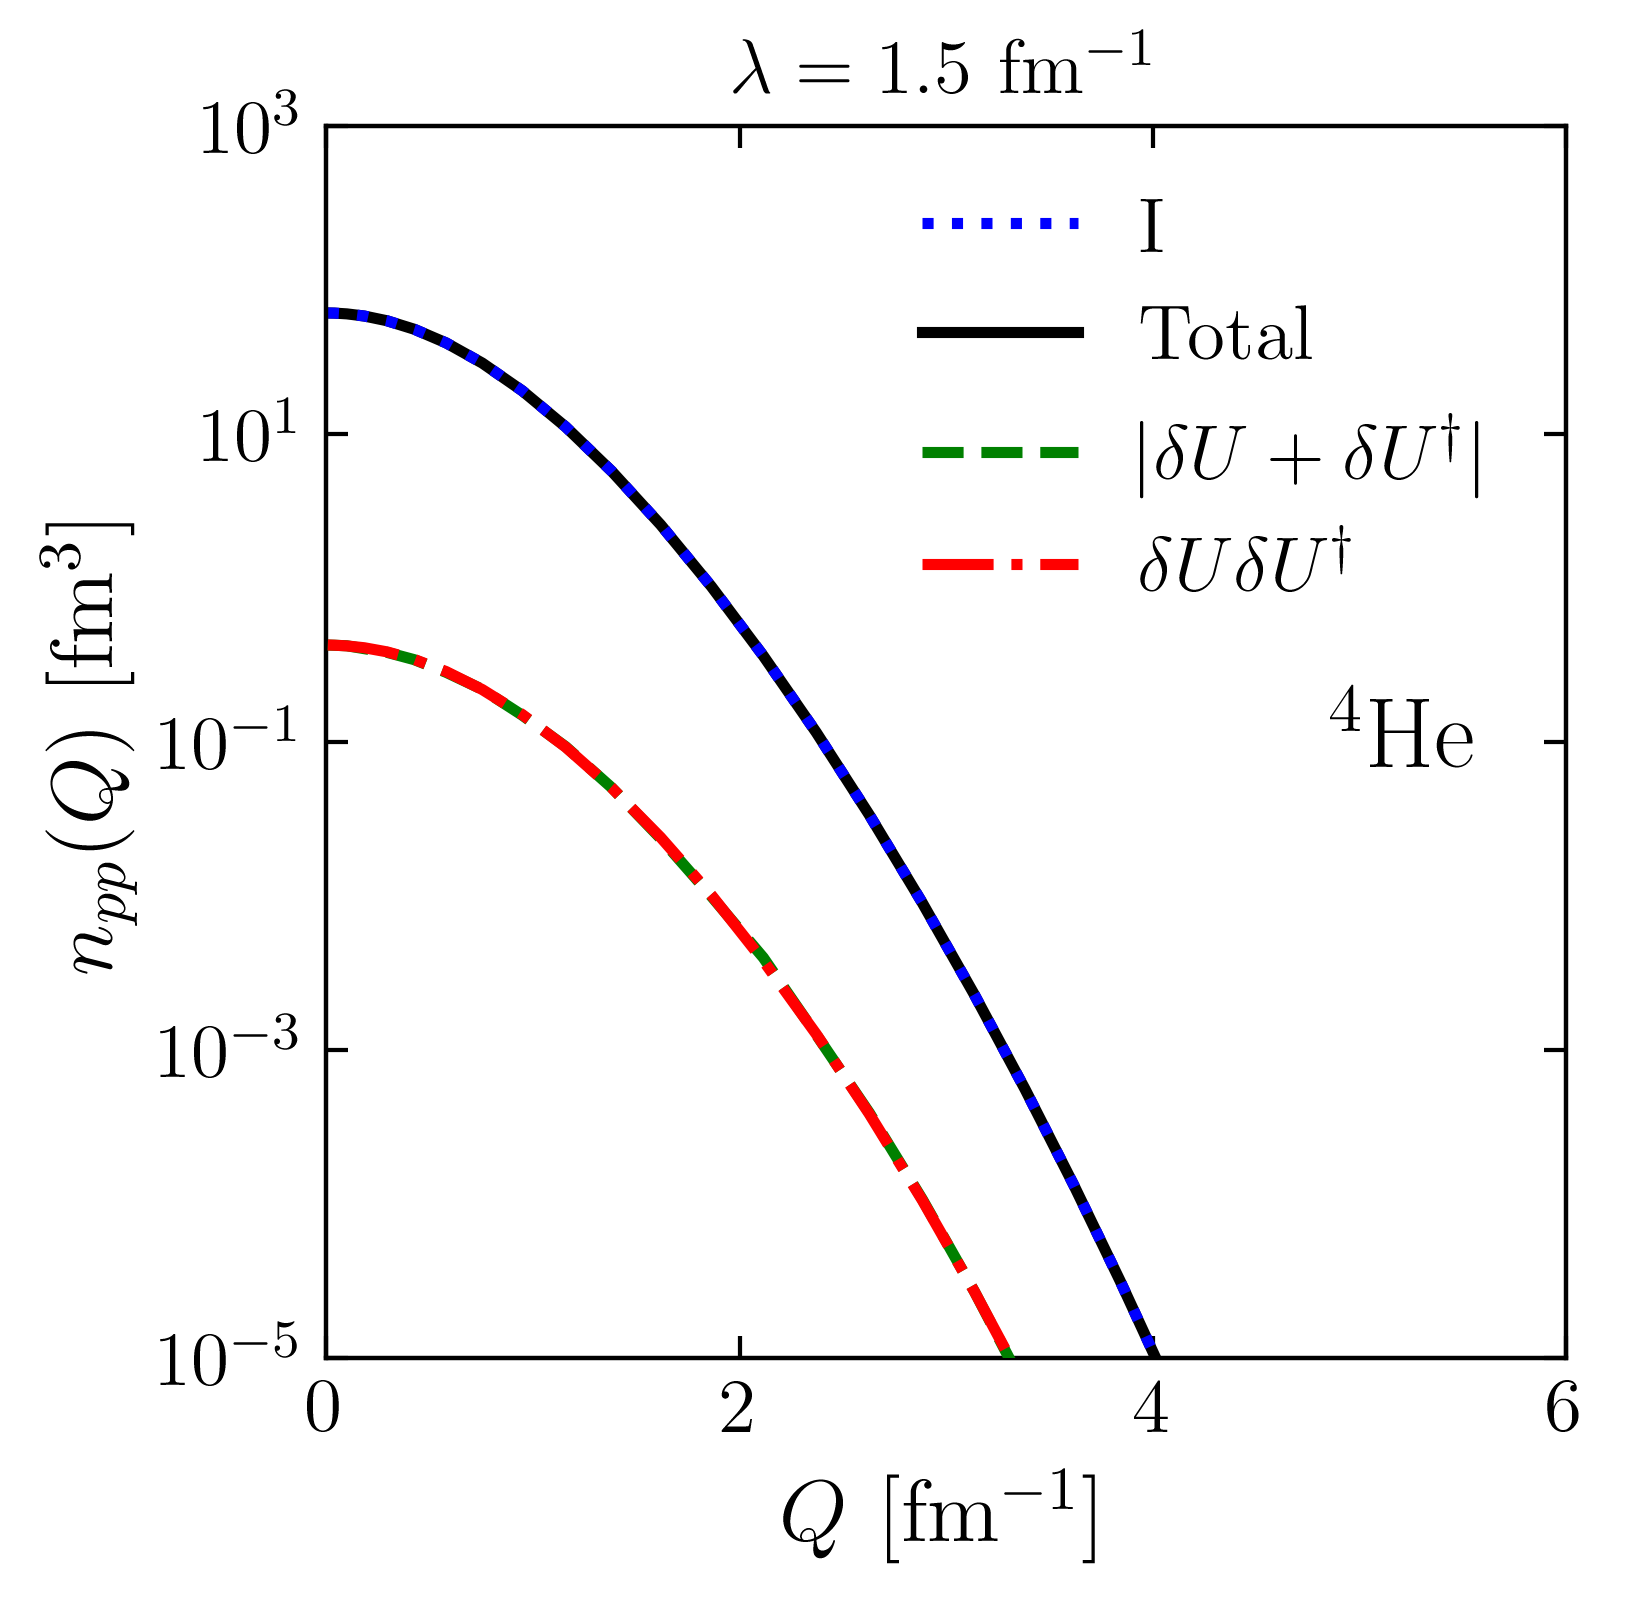 λ = 1.5 fm⁻¹
10³
10¹
10⁻¹
10⁻³
10⁻⁵
n_pp(Q) [fm³]
I
Total
|δU + δU†|
δUδU†
⁴He
0 2 4 6
Q [fm⁻¹]